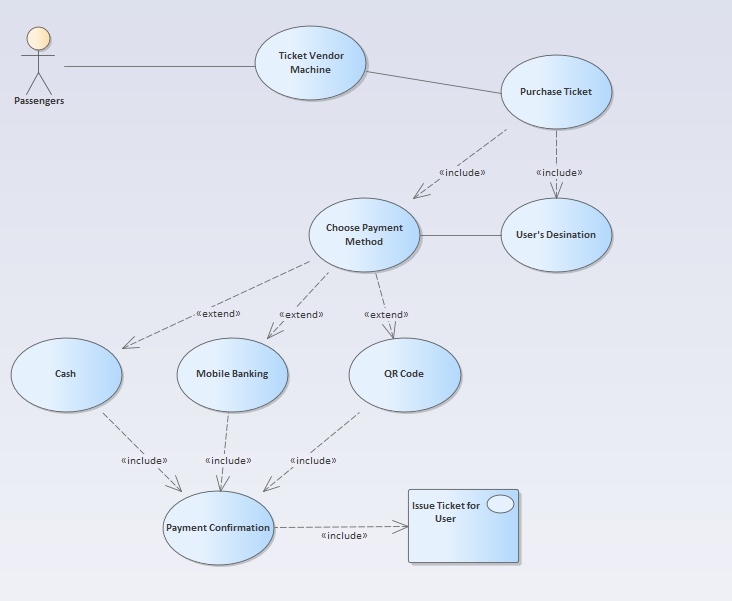 Ticket Vendor
Machine
Passengers
Purchase Ticket
«include»
«include»
Choose Payment
Method
User's Desination
«extend»
«extend»
«extend»
Cash
Mobile Banking
QR Code
«include»
«include»
«include»
Issue Ticket for
User
Payment Confirmation
«include»